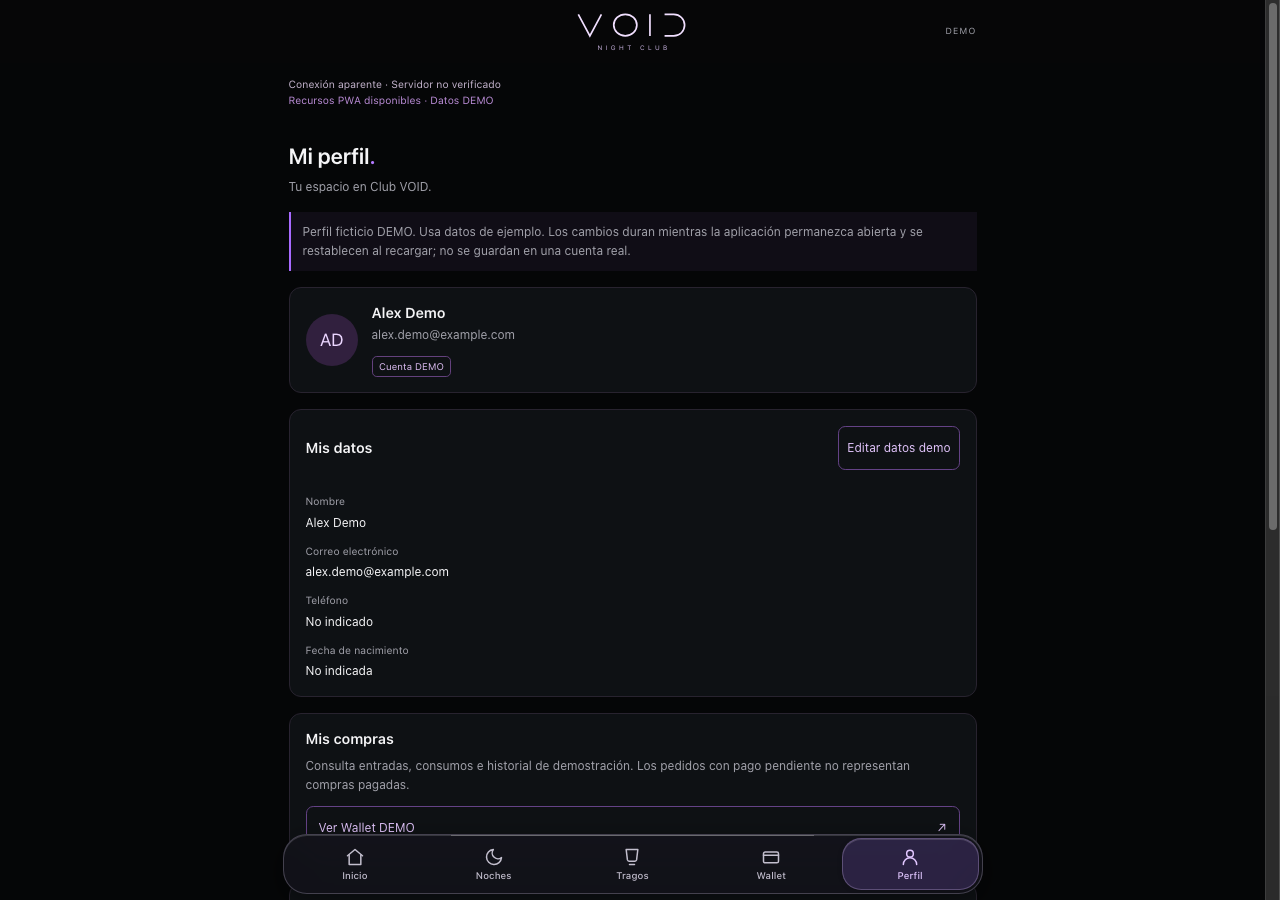 VOID
NIGHT CLUB
DEMO
Conexión aparente · Servidor no verificado
Recursos PWA disponibles · Datos DEMO
Mi perfil.
Tu espacio en Club VOID.
Perfil ficticio DEMO. Usa datos de ejemplo. Los cambios duran mientras la aplicación permanezca abierta y se
restablecen al recargar; no se guardan en una cuenta real.
AD
Alex Demo
alex.demo@example.com
Cuenta DEMO
Mis datos
Editar datos demo
Nombre
Alex Demo
Correo electrónico
alex.demo@example.com
Teléfono
No indicado
Fecha de nacimiento
No indicada
Mis compras
Consulta entradas, consumos e historial de demostración. Los pedidos con pago pendiente no representan
compras pagadas.
Ver Wallet DEMO
Inicio
Noches
Tragos
Wallet
Perfil